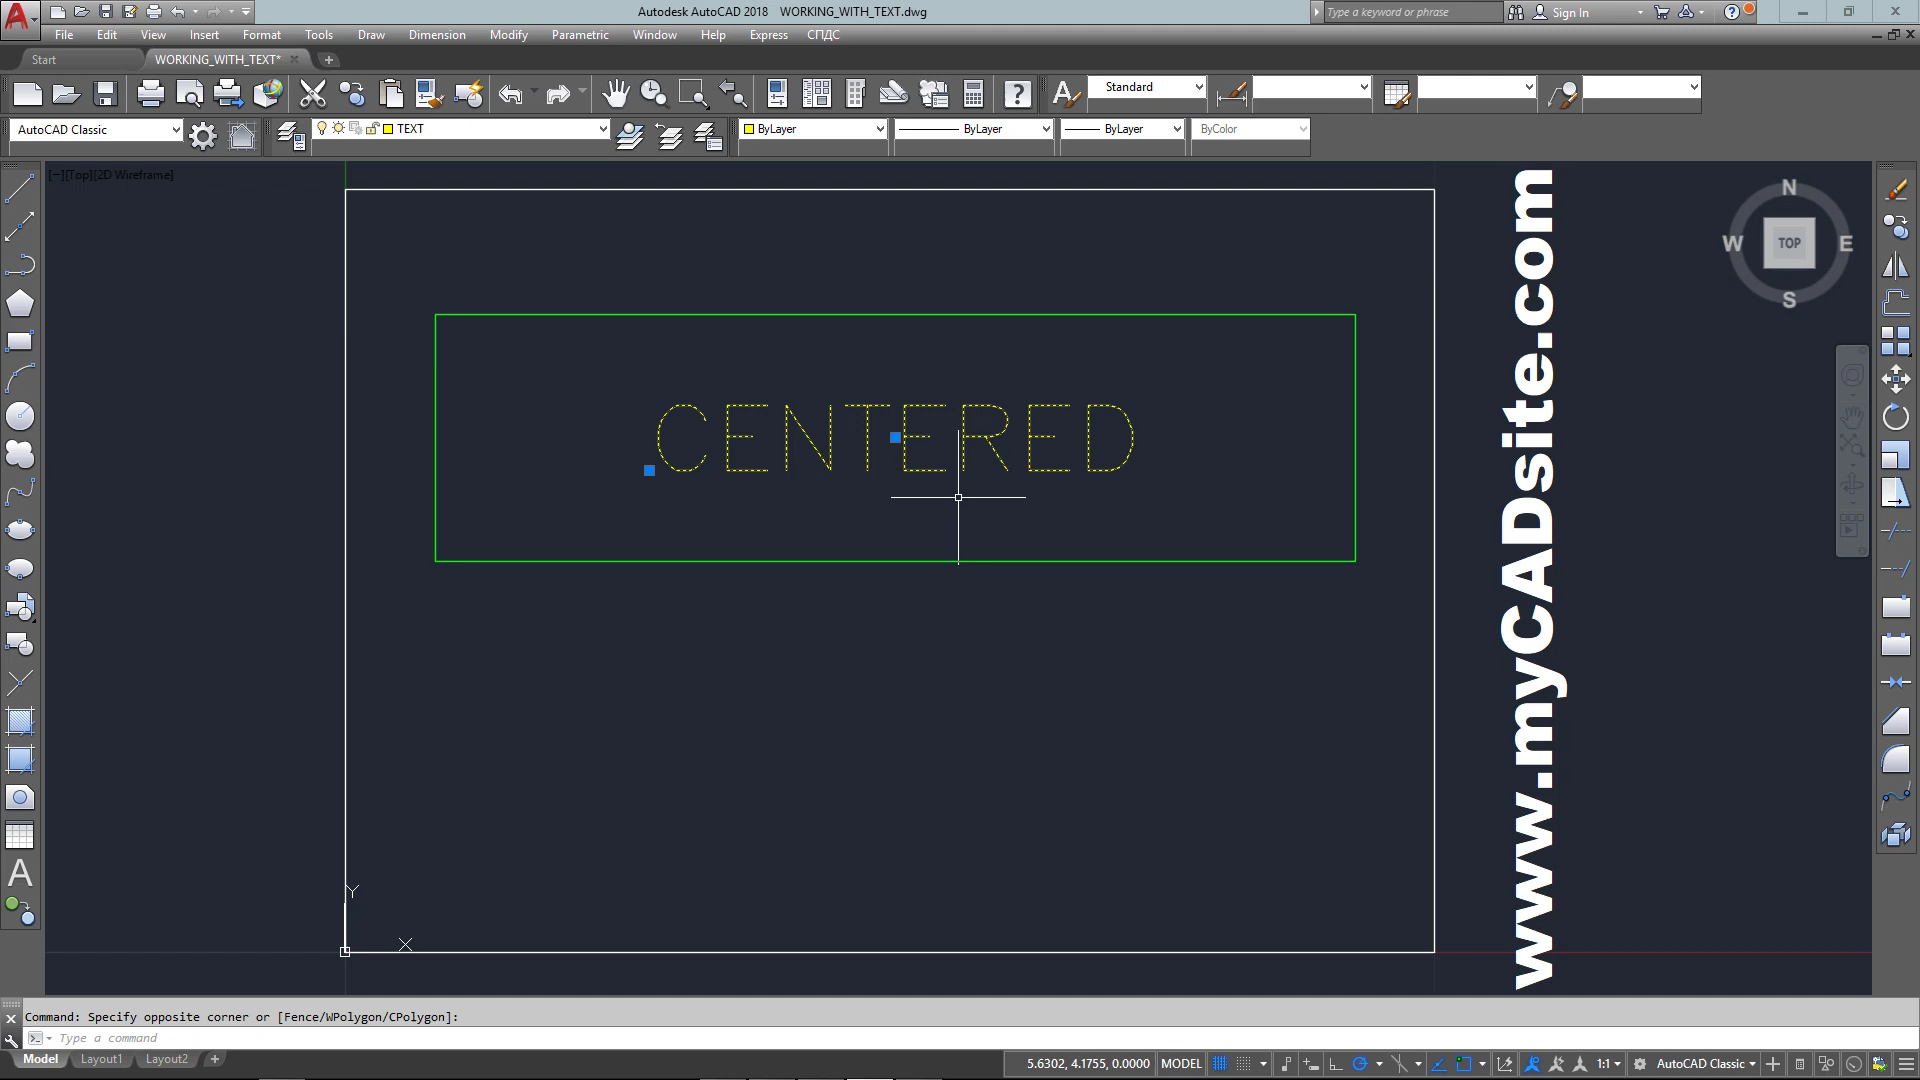 Autodesk AutoCAD 2018 WORKING_WITH_TEXT.dwg
Type a keyword or phrase
Sign In
File Edit View Insert Format Tools Draw Dimension Modify Parametric Window Help Express СПДС
Start
WORKING_WITH_TEXT*
Standard
AutoCAD Classic
TEXT
ByLayer
ByLayer
ByLayer
ByColor
[−][Top][2D Wireframe]
N
W
TOP
E
S
CENTERED
www.myCADsite.com
Y
X
Command: Specify opposite corner or [Fence/WPolygon/CPolygon]:
Type a command
Model Layout1 Layout2
5.6302, 4.1755, 0.0000 MODEL
1:1
AutoCAD Classic